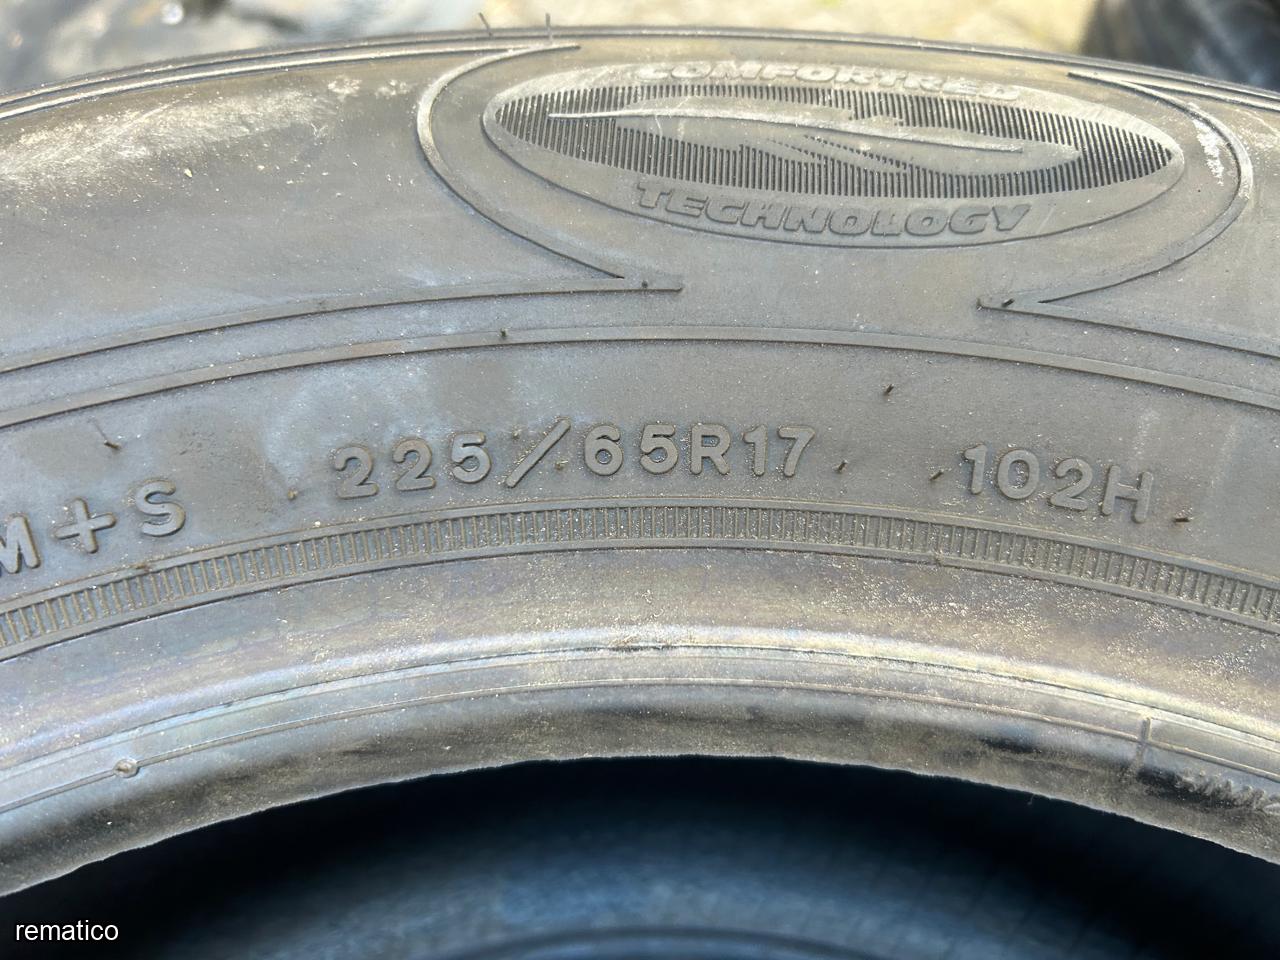 COMFORTRED
TECHNOLOGY
M+S 225/65R17 102H
rematico